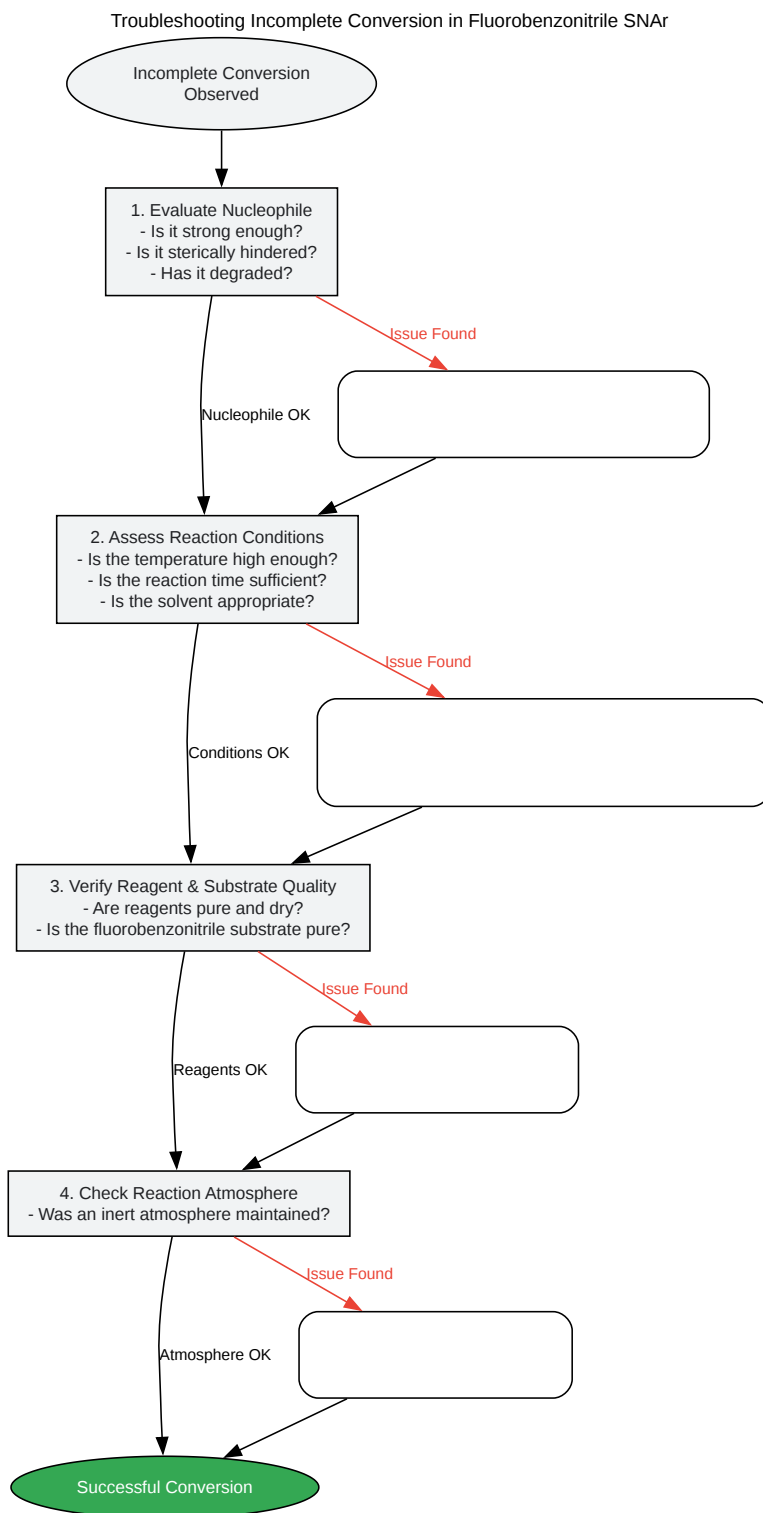 Troubleshooting Incomplete Conversion in Fluorobenzonitrile SNAr
Incomplete Conversion
Observed
1. Evaluate Nucleophile
- Is it strong enough?
- Is it sterically hindered?
- Has it degraded?
Issue Found
Nucleophile OK
2. Assess Reaction Conditions
- Is the temperature high enough?
- Is the reaction time sufficient?
- Is the solvent appropriate?
Issue Found
Conditions OK
3. Verify Reagent & Substrate Quality
- Are reagents pure and dry?
- Is the fluorobenzonitrile substrate pure?
Issue Found
Reagents OK
4. Check Reaction Atmosphere
- Was an inert atmosphere maintained?
Issue Found
Atmosphere OK
Successful Conversion